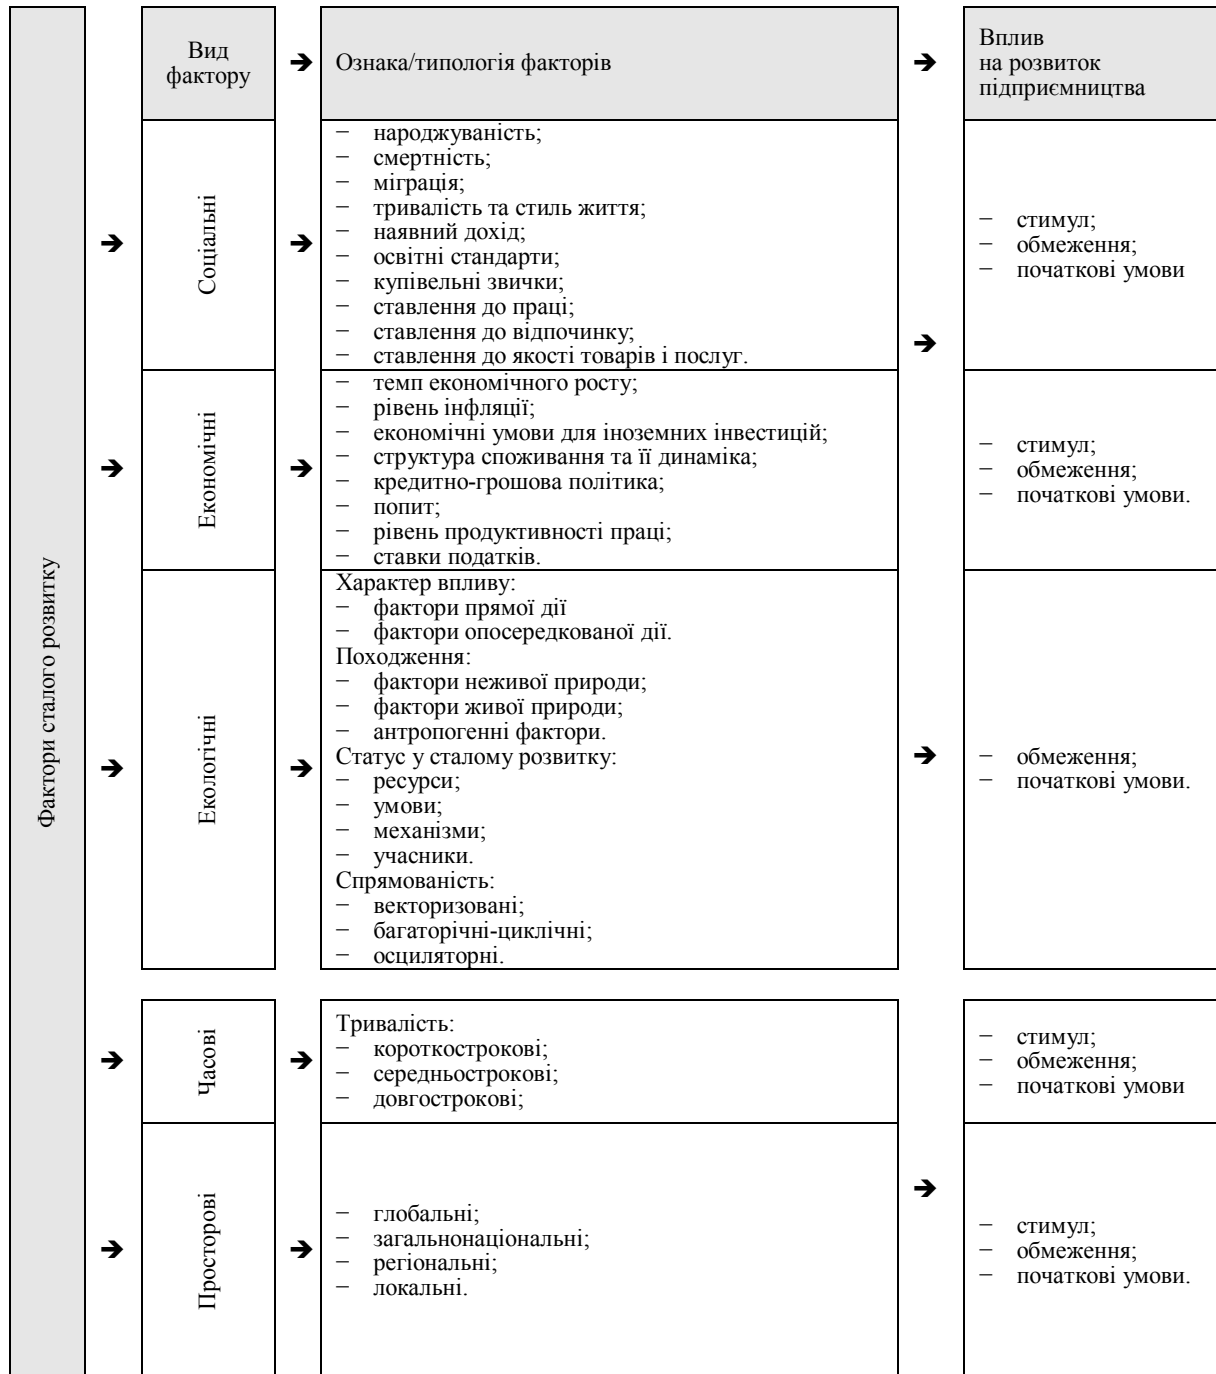 Фактори сталого розвитку
Вид
фактору
➔
Ознака/типологія факторів
➔
Вплив
на розвиток
підприємництва
➔
Соціальні
➔
− народжуваність;
− смертність;
− міграція;
− тривалість та стиль життя;
− наявний дохід;
− освітні стандарти;
− купівельні звички;
− ставлення до праці;
− ставлення до відпочинку;
− ставлення до якості товарів і послуг.
➔
− стимул;
− обмеження;
− початкові умови
➔
Економічні
➔
− темп економічного росту;
− рівень інфляції;
− економічні умови для іноземних інвестицій;
− структура споживання та її динаміка;
− кредитно-грошова політика;
− попит;
− рівень продуктивності праці;
− ставки податків.
− стимул;
− обмеження;
− початкові умови.
➔
Екологічні
➔
Характер впливу:
− фактори прямої дії
− фактори опосередкованої дії.
Походження:
− фактори неживої природи;
− фактори живої природи;
− антропогенні фактори.
Статус у сталому розвитку:
− ресурси;
− умови;
− механізми;
− учасники.
Спрямованість:
− векторизовані;
− багаторічні-циклічні;
− осциляторні.
➔
− обмеження;
− початкові умови.
➔
Часові
➔
Тривалість:
− короткострокові;
− середньострокові;
− довгострокові;
➔
− стимул;
− обмеження;
− початкові умови
➔
Просторові
➔
− глобальні;
− загальнонаціональні;
− регіональні;
− локальні.
− стимул;
− обмеження;
− початкові умови.